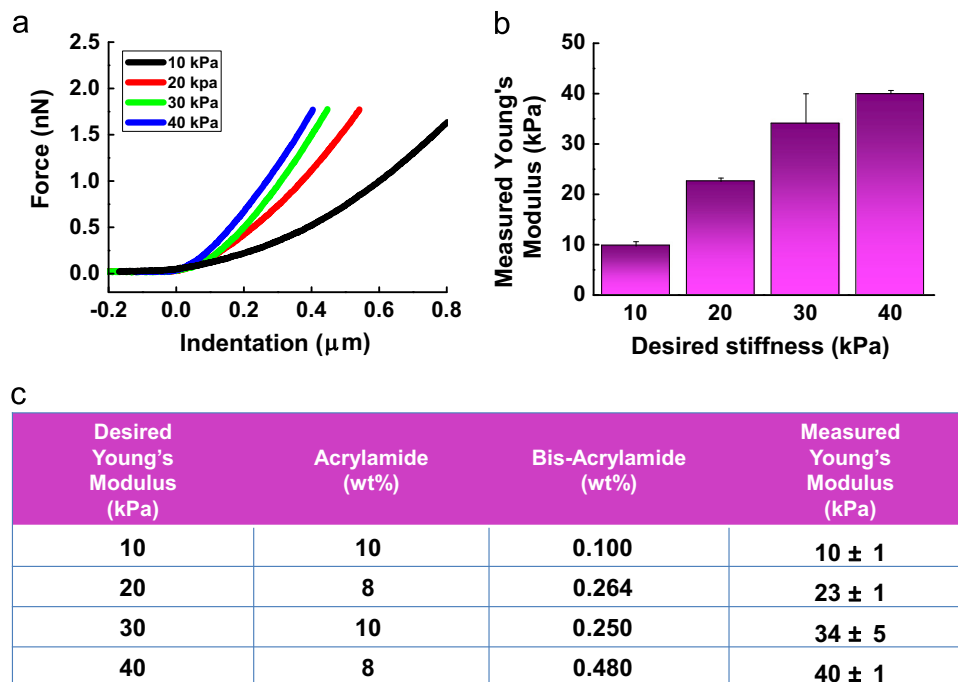 a
2.5
2.0
1.5
1.0
0.5
0.0
Force (nN)
10 kPa
20 kpa
30 kPa
40 kPa
-0.2 0.0 0.2 0.4 0.6 0.8
Indentation (μm)
b
50
40
30
20
10
0
Measured Young's
Modulus (kPa)
10 20 30 40
Desired stiffness (kPa)
c
Desired
Young's
Modulus
(kPa)
Acrylamide
(wt%)
Bis-Acrylamide
(wt%)
Measured
Young's
Modulus
(kPa)
10 10 0.100 10 ± 1
20 8 0.264 23 ± 1
30 10 0.250 34 ± 5
40 8 0.480 40 ± 1